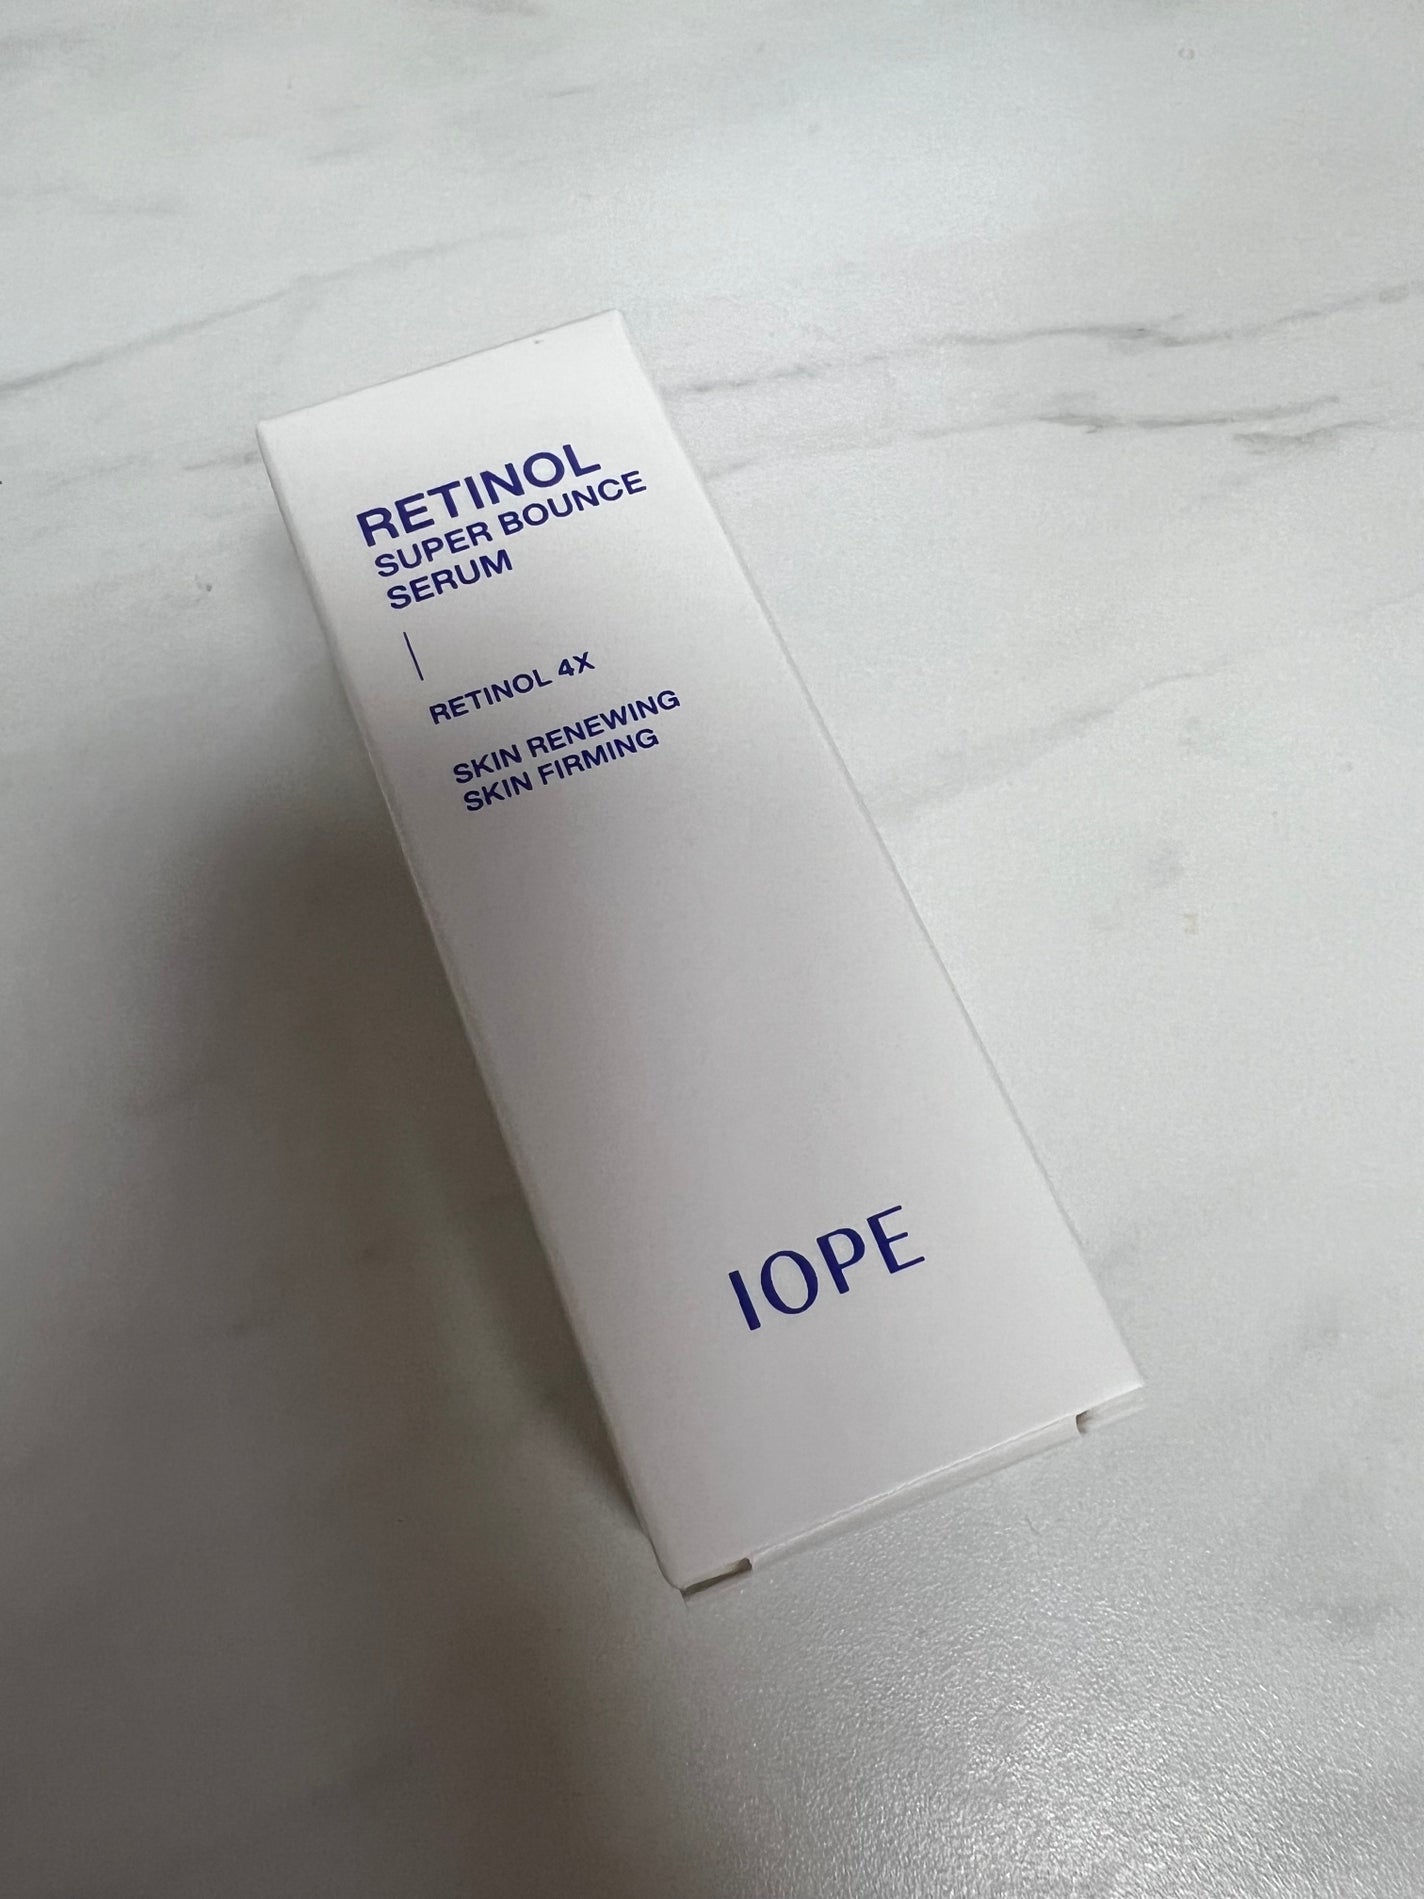 RETINOL
SUPER BOUNCE
SERUM
RETINOL 4X
SKIN RENEWING
SKIN FIRMING
IOPE